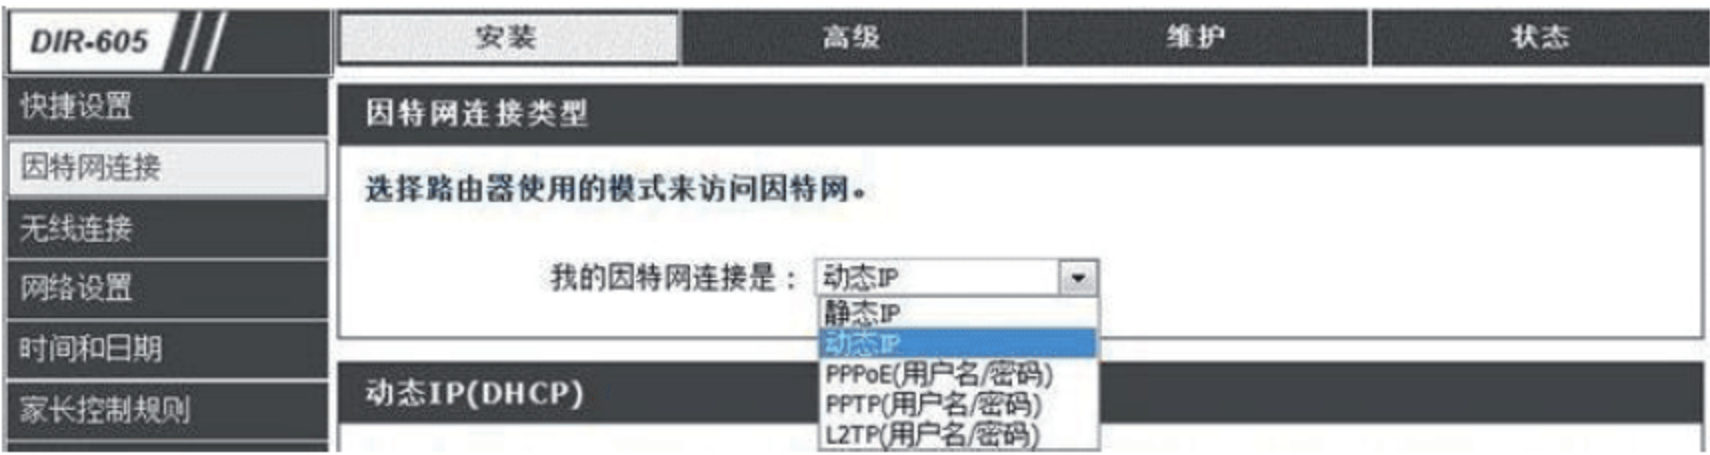 DIR-605 安装 高级 维护 状态
快捷设置
因特网连接
无线连接
网络设置
时间和日期
家长控制规则
因特网连接类型
选择路由器使用的模式来访问因特网。
我的因特网连接是： 动态IP
静态IP
动态IP
PPPoE(用户名/密码)
PPTP(用户名/密码)
L2TP(用户名/密码)
动态IP(DHCP)